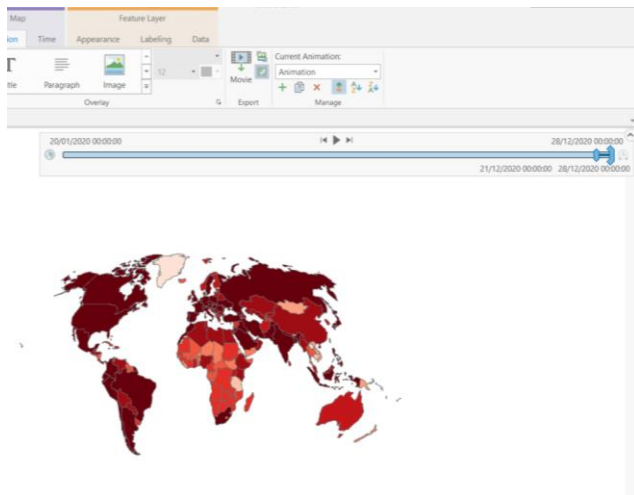 Map Feature Layer
ion Time Appearance Labeling Data
Current Animation:
T 12 Movie Animation
tle Paragraph Image
Overlay Export Manage
20/01/2020 00:00:00 28/12/2020 00:00:00
21/12/2020 00:00:00 28/12/2020 00:00:00